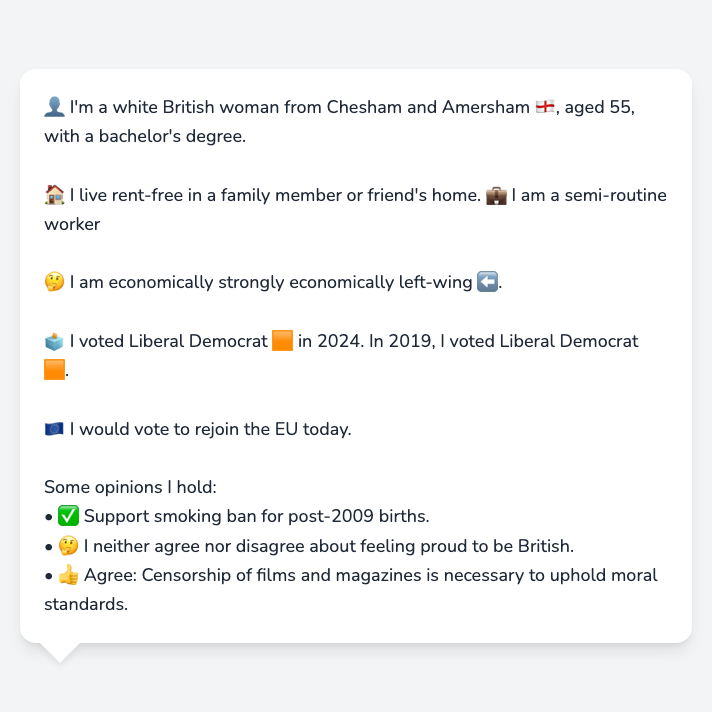 👤 I'm a white British woman from Chesham and Amersham 🏴󠁧󠁢󠁥󠁮󠁧󠁿, aged 55,
with a bachelor's degree.
🏠 I live rent-free in a family member or friend's home. 💼 I am a semi-routine
worker
🤔 I am economically strongly economically left-wing ⬅️.
🗳️ I voted Liberal Democrat 🟧 in 2024. In 2019, I voted Liberal Democrat
🟧.
🇪🇺 I would vote to rejoin the EU today.
Some opinions I hold:
• ✅ Support smoking ban for post-2009 births.
• 🤔 I neither agree nor disagree about feeling proud to be British.
• 👍 Agree: Censorship of films and magazines is necessary to uphold moral
standards.